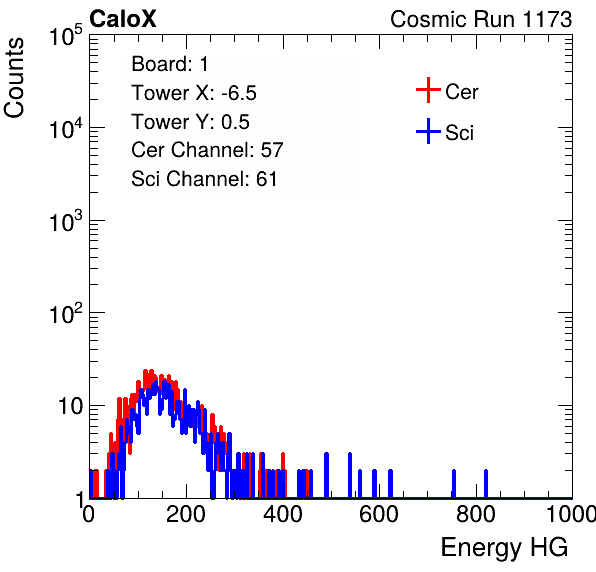 CaloX Cosmic Run 1173
Counts
Board: 1
Tower X: -6.5
Tower Y: 0.5
Cer Channel: 57
Sci Channel: 61
Cer
Sci
10^5
10^4
10^3
10^2
10
1
0 200 400 600 800 1000
Energy HG